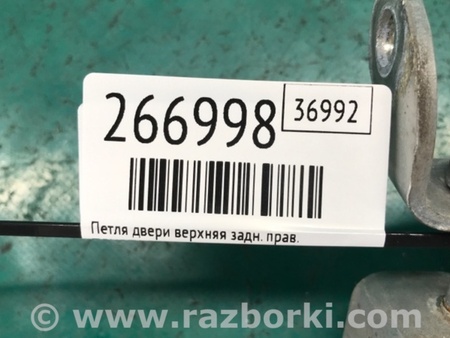 266998
36992
Петля двери верхняя задн. прав.
www.razborki.com